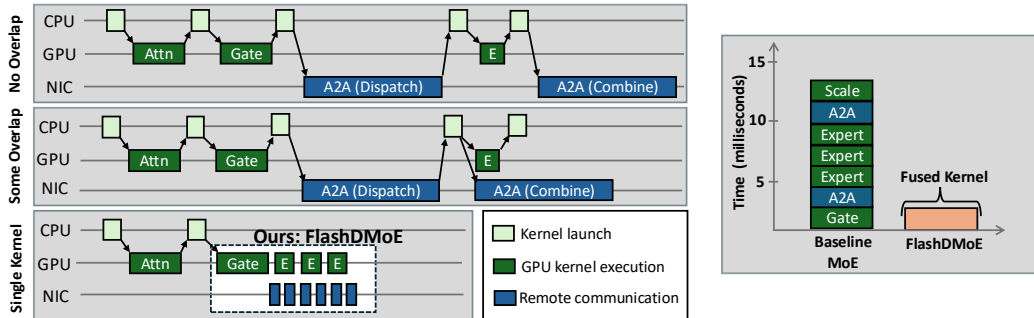 No Overlap
CPU
GPU
NIC
Attn
Gate
E
A2A (Dispatch)
A2A (Combine)
Some Overlap
CPU
GPU
NIC
Attn
Gate
E
A2A (Dispatch)
A2A (Combine)
Single Kernel
CPU
GPU
NIC
Ours: FlashDMoE
Attn
Gate
E
E
E
Kernel launch
GPU kernel execution
Remote communication
Time (milliseconds)
15
10
5
Scale
A2A
Expert
Expert
Expert
A2A
Gate
Fused Kernel
Baseline
MoE
FlashDMoE